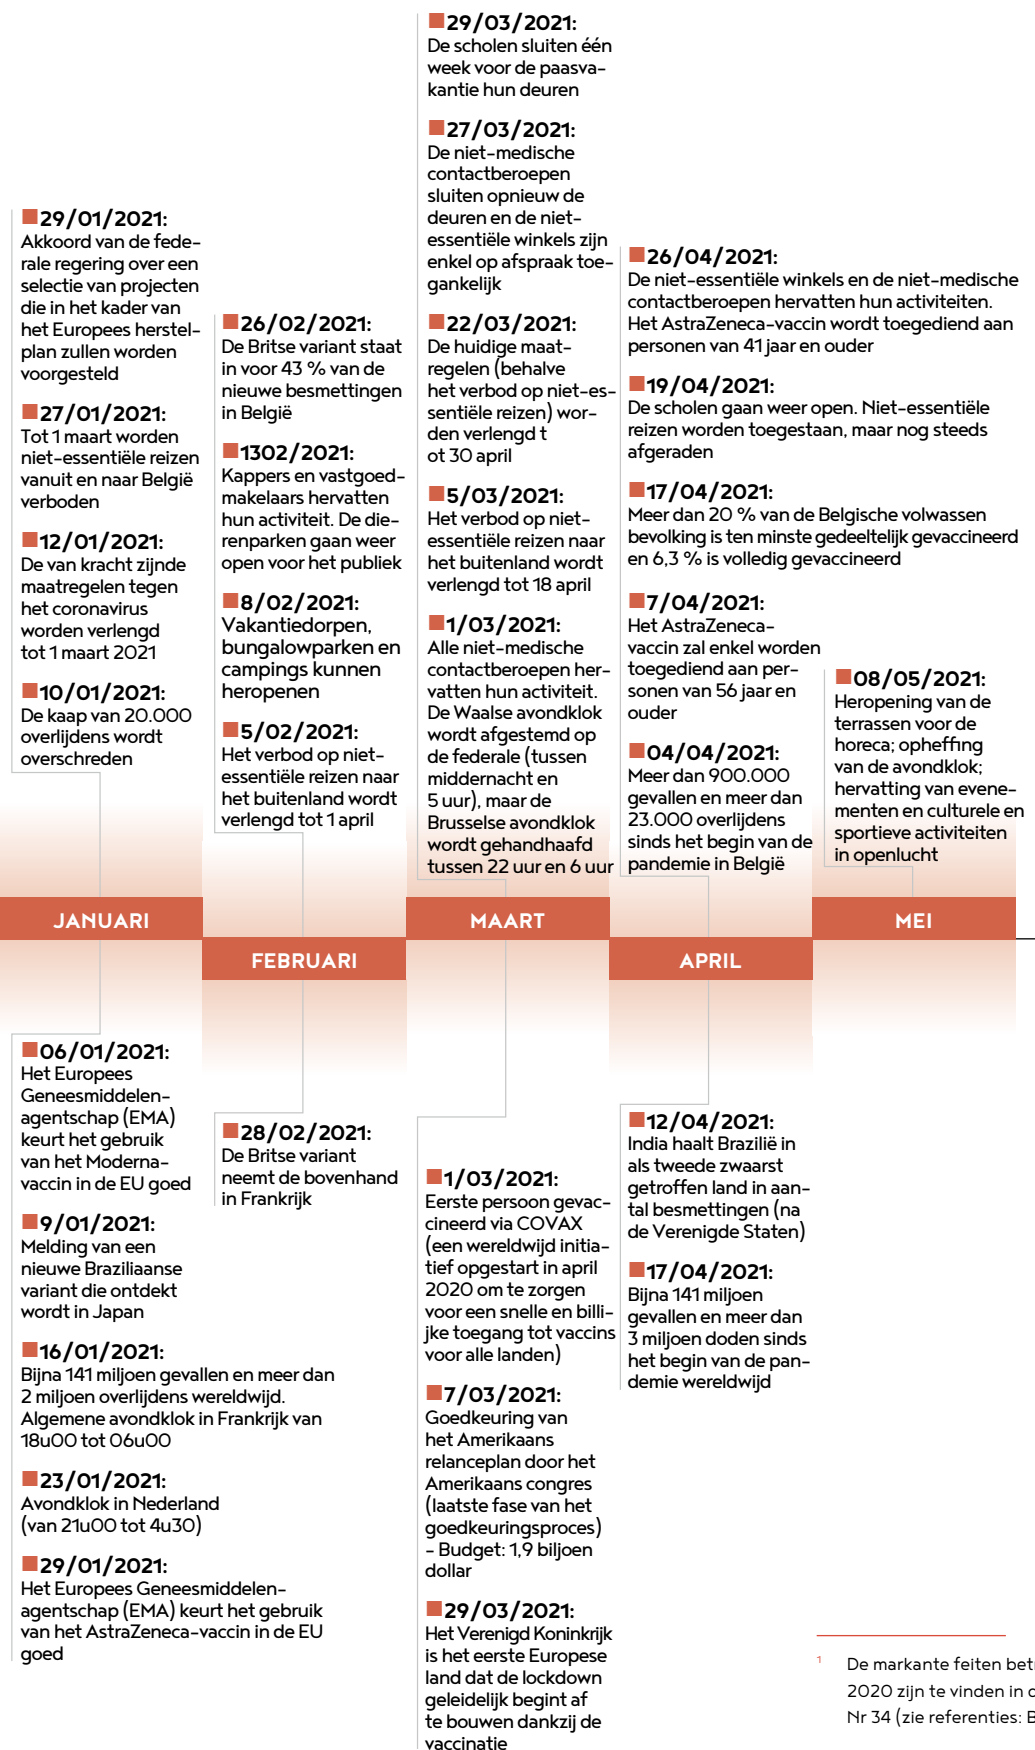 29/01/2021:
Akkoord van de fede-
rale regering over een
selectie van projecten
die in het kader van
het Europees herstel-
plan zullen worden
voorgesteld
27/01/2021:
Tot 1 maart worden
niet-essentiële reizen
vanuit en naar België
verboden
12/01/2021:
De van kracht zijnde
maatregelen tegen
het coronavirus
worden verlengd
tot 1 maart 2021
10/01/2021:
De kaap van 20.000
overlijdens wordt
overschreden
26/02/2021:
De Britse variant staat
in voor 43 % van de
nieuwe besmettingen
in België
1302/2021:
Kappers en vastgoed-
makelaars hervatten
hun activiteit. De die-
renparken gaan weer
open voor het publiek
8/02/2021:
Vakantiedorpen,
bungalowparken en
campings kunnen
heropenen
5/02/2021:
Het verbod op niet-
essentiële reizen naar
het buitenland wordt
verlengd tot 1 april
29/03/2021:
De scholen sluiten één
week voor de paasva-
kantie hun deuren
27/03/2021:
De niet-medische
contactberoepen
sluiten opnieuw de
deuren en de niet-
essentiële winkels zijn
enkel op afspraak toe-
gankelijk
22/03/2021:
De huidige maat-
regelen (behalve
het verbod op niet-es-
sentiële reizen) wor-
den verlengd t
ot 30 april
5/03/2021:
Het verbod op niet-
essentiële reizen naar
het buitenland wordt
verlengd tot 18 april
1/03/2021:
Alle niet-medische
contactberoepen her-
vatten hun activiteit.
De Waalse avondklok
wordt afgestemd op
de federale (tussen
middernacht en
5 uur), maar de
Brusselse avondklok
wordt gehandhaafd
tussen 22 uur en 6 uur
26/04/2021:
De niet-essentiële winkels en de niet-medische
contactberoepen hervatten hun activiteiten.
Het AstraZeneca-vaccin wordt toegediend aan
personen van 41 jaar en ouder
19/04/2021:
De scholen gaan weer open. Niet-essentiële
reizen worden toegestaan, maar nog steeds
afgeraden
17/04/2021:
Meer dan 20 % van de Belgische volwassen
bevolking is ten minste gedeeltelijk gevaccineerd
en 6,3 % is volledig gevaccineerd
7/04/2021:
Het AstraZeneca-
vaccin zal enkel worden
toegediend aan per-
sonen van 56 jaar en
ouder
04/04/2021:
Meer dan 900.000
gevallen en meer dan
23.000 overlijdens
sinds het begin van de
pandemie in België
08/05/2021:
Heropening van de
terrassen voor de
horeca; opheffing
van de avondklok;
hervatting van evene-
menten en culturele en
sportieve activiteiten
in openlucht
JANUARI
FEBRUARI
MAART
APRIL
MEI
06/01/2021:
Het Europees
Geneesmiddelen-
agentschap (EMA)
keurt het gebruik
van het Moderna-
vaccin in de EU goed
9/01/2021:
Melding van een
nieuwe Braziliaanse
variant die ontdekt
wordt in Japan
16/01/2021:
Bijna 141 miljoen gevallen en meer dan
2 miljoen overlijdens wereldwijd.
Algemene avondklok in Frankrijk van
18u00 tot 06u00
23/01/2021:
Avondklok in Nederland
(van 21u00 tot 4u30)
29/01/2021:
Het Europees Geneesmiddelen-
agentschap (EMA) keurt het gebruik
van het AstraZeneca-vaccin in de EU
goed
28/02/2021:
De Britse variant
neemt de bovenhand
in Frankrijk
1/03/2021:
Eerste persoon gevac-
cineerd via COVAX
(een wereldwijd initia-
tief opgestart in april
2020 om te zorgen
voor een snelle en billi-
jke toegang tot vaccins
voor alle landen)
7/03/2021:
Goedkeuring van
het Amerikaans
relanceplan door het
Amerikaans congres
(laatste fase van het
goedkeuringsproces)
- Budget: 1,9 biljoen
dollar
29/03/2021:
Het Verenigd Koninkrijk
is het eerste Europese
land dat de lockdown
geleidelijk begint af
te bouwen dankzij de
vaccinatie
12/04/2021:
India haalt Brazilië in
als tweede zwaarst
getroffen land in aan-
tal besmettingen (na
de Verenigde Staten)
17/04/2021:
Bijna 141 miljoen
gevallen en meer dan
3 miljoen doden sinds
het begin van de pan-
demie wereldwijd
1 De markante feiten bet
2020 zijn te vinden in
Nr 34 (zie referenties: